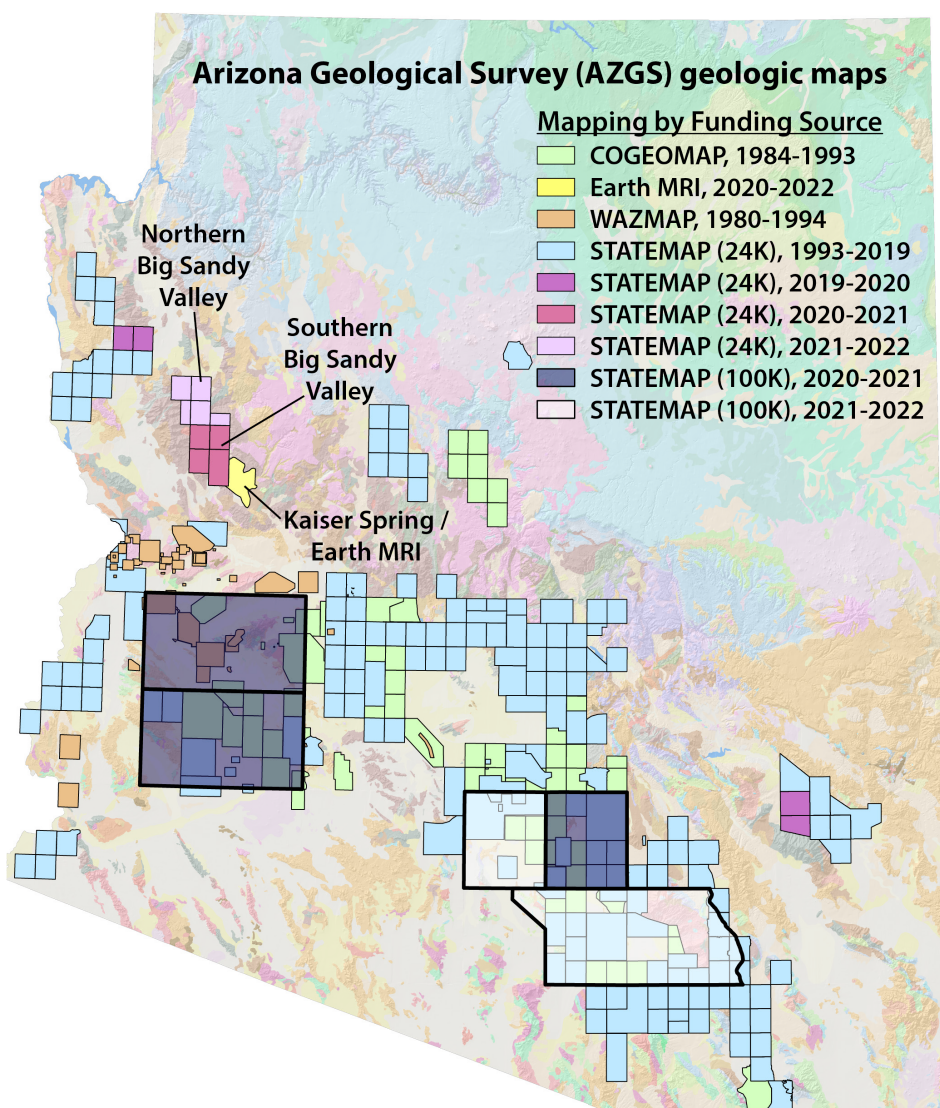 Arizona Geological Survey (AZGS) geologic maps
Mapping by Funding Source
COGEOMAP, 1984-1993
Earth MRI, 2020-2022
WAZMAP, 1980-1994
STATEMAP (24K), 1993-2019
STATEMAP (24K), 2019-2020
STATEMAP (24K), 2020-2021
STATEMAP (24K), 2021-2022
STATEMAP (100K), 2020-2021
STATEMAP (100K), 2021-2022
Northern
Big Sandy
Valley
Southern
Big Sandy
Valley
Kaiser Spring /
Earth MRI